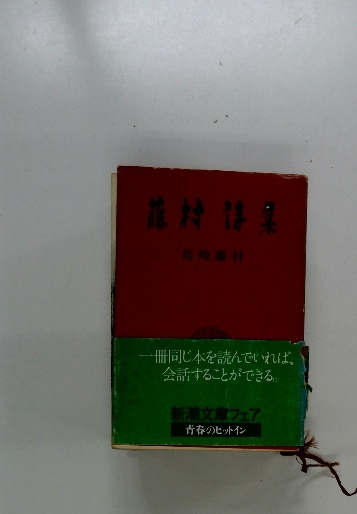 藤村詩集
島崎藤村
一冊同じ本を読んでいれば、
会話することができる。
新潮文庫フェア
青春のヒットイン